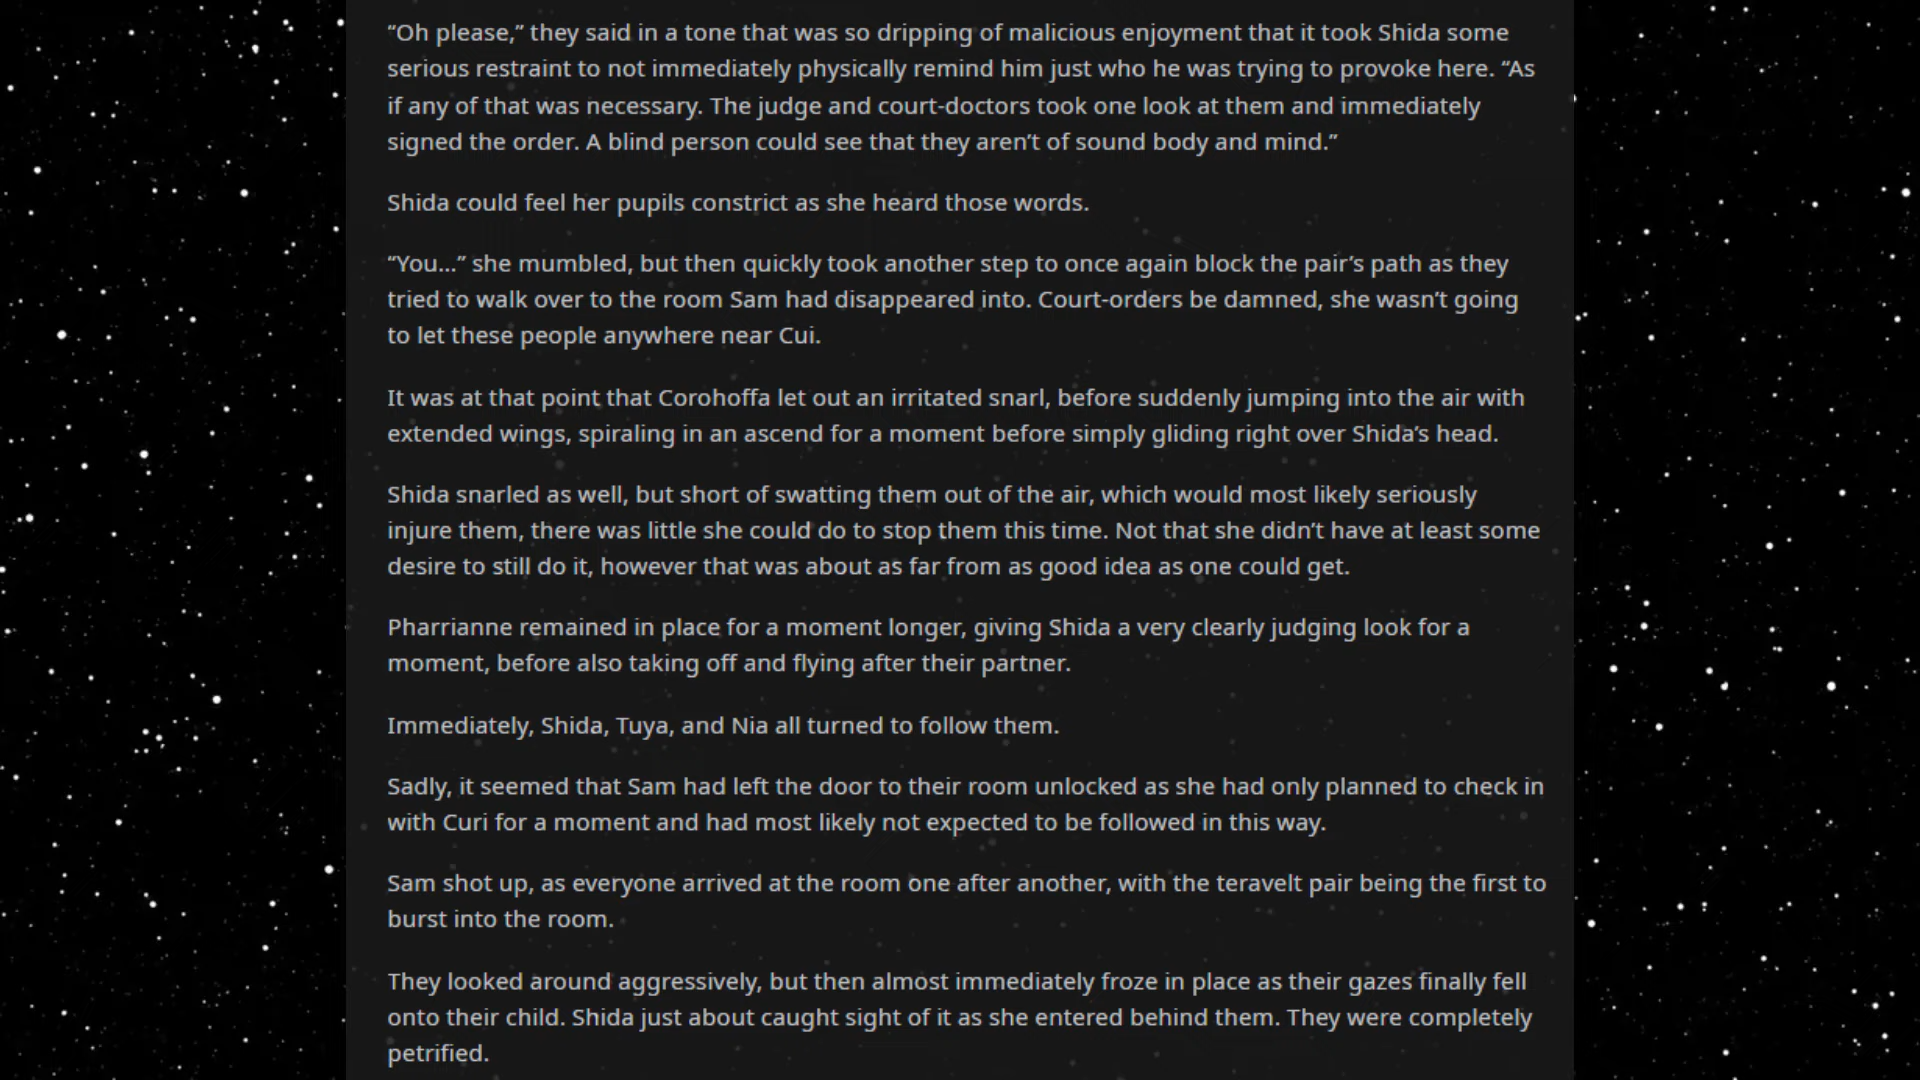 “Oh please,” they said in a tone that was so dripping of malicious enjoyment that it took Shida some
serious restraint to not immediately physically remind him just who he was trying to provoke here. “As
if any of that was necessary. The judge and court-doctors took one look at them and immediately
signed the order. A blind person could see that they aren’t of sound body and mind.”
Shida could feel her pupils constrict as she heard those words.
“You…” she mumbled, but then quickly took another step to once again block the pair’s path as they
tried to walk over to the room Sam had disappeared into. Court-orders be damned, she wasn’t going
to let these people anywhere near Cui.
It was at that point that Corohoffa let out an irritated snarl, before suddenly jumping into the air with
extended wings, spiraling in an ascend for a moment before simply gliding right over Shida’s head.
Shida snarled as well, but short of swatting them out of the air, which would most likely seriously
injure them, there was little she could do to stop them this time. Not that she didn’t have at least some
desire to still do it, however that was about as far from as good idea as one could get.
Pharrianne remained in place for a moment longer, giving Shida a very clearly judging look for a
moment, before also taking off and flying after their partner.
Immediately, Shida, Tuya, and Nia all turned to follow them.
Sadly, it seemed that Sam had left the door to their room unlocked as she had only planned to check in
with Curi for a moment and had most likely not expected to be followed in this way.
Sam shot up, as everyone arrived at the room one after another, with the teravelt pair being the first to
burst into the room.
They looked around aggressively, but then almost immediately froze in place as their gazes finally fell
onto their child. Shida just about caught sight of it as she entered behind them. They were completely
petrified.